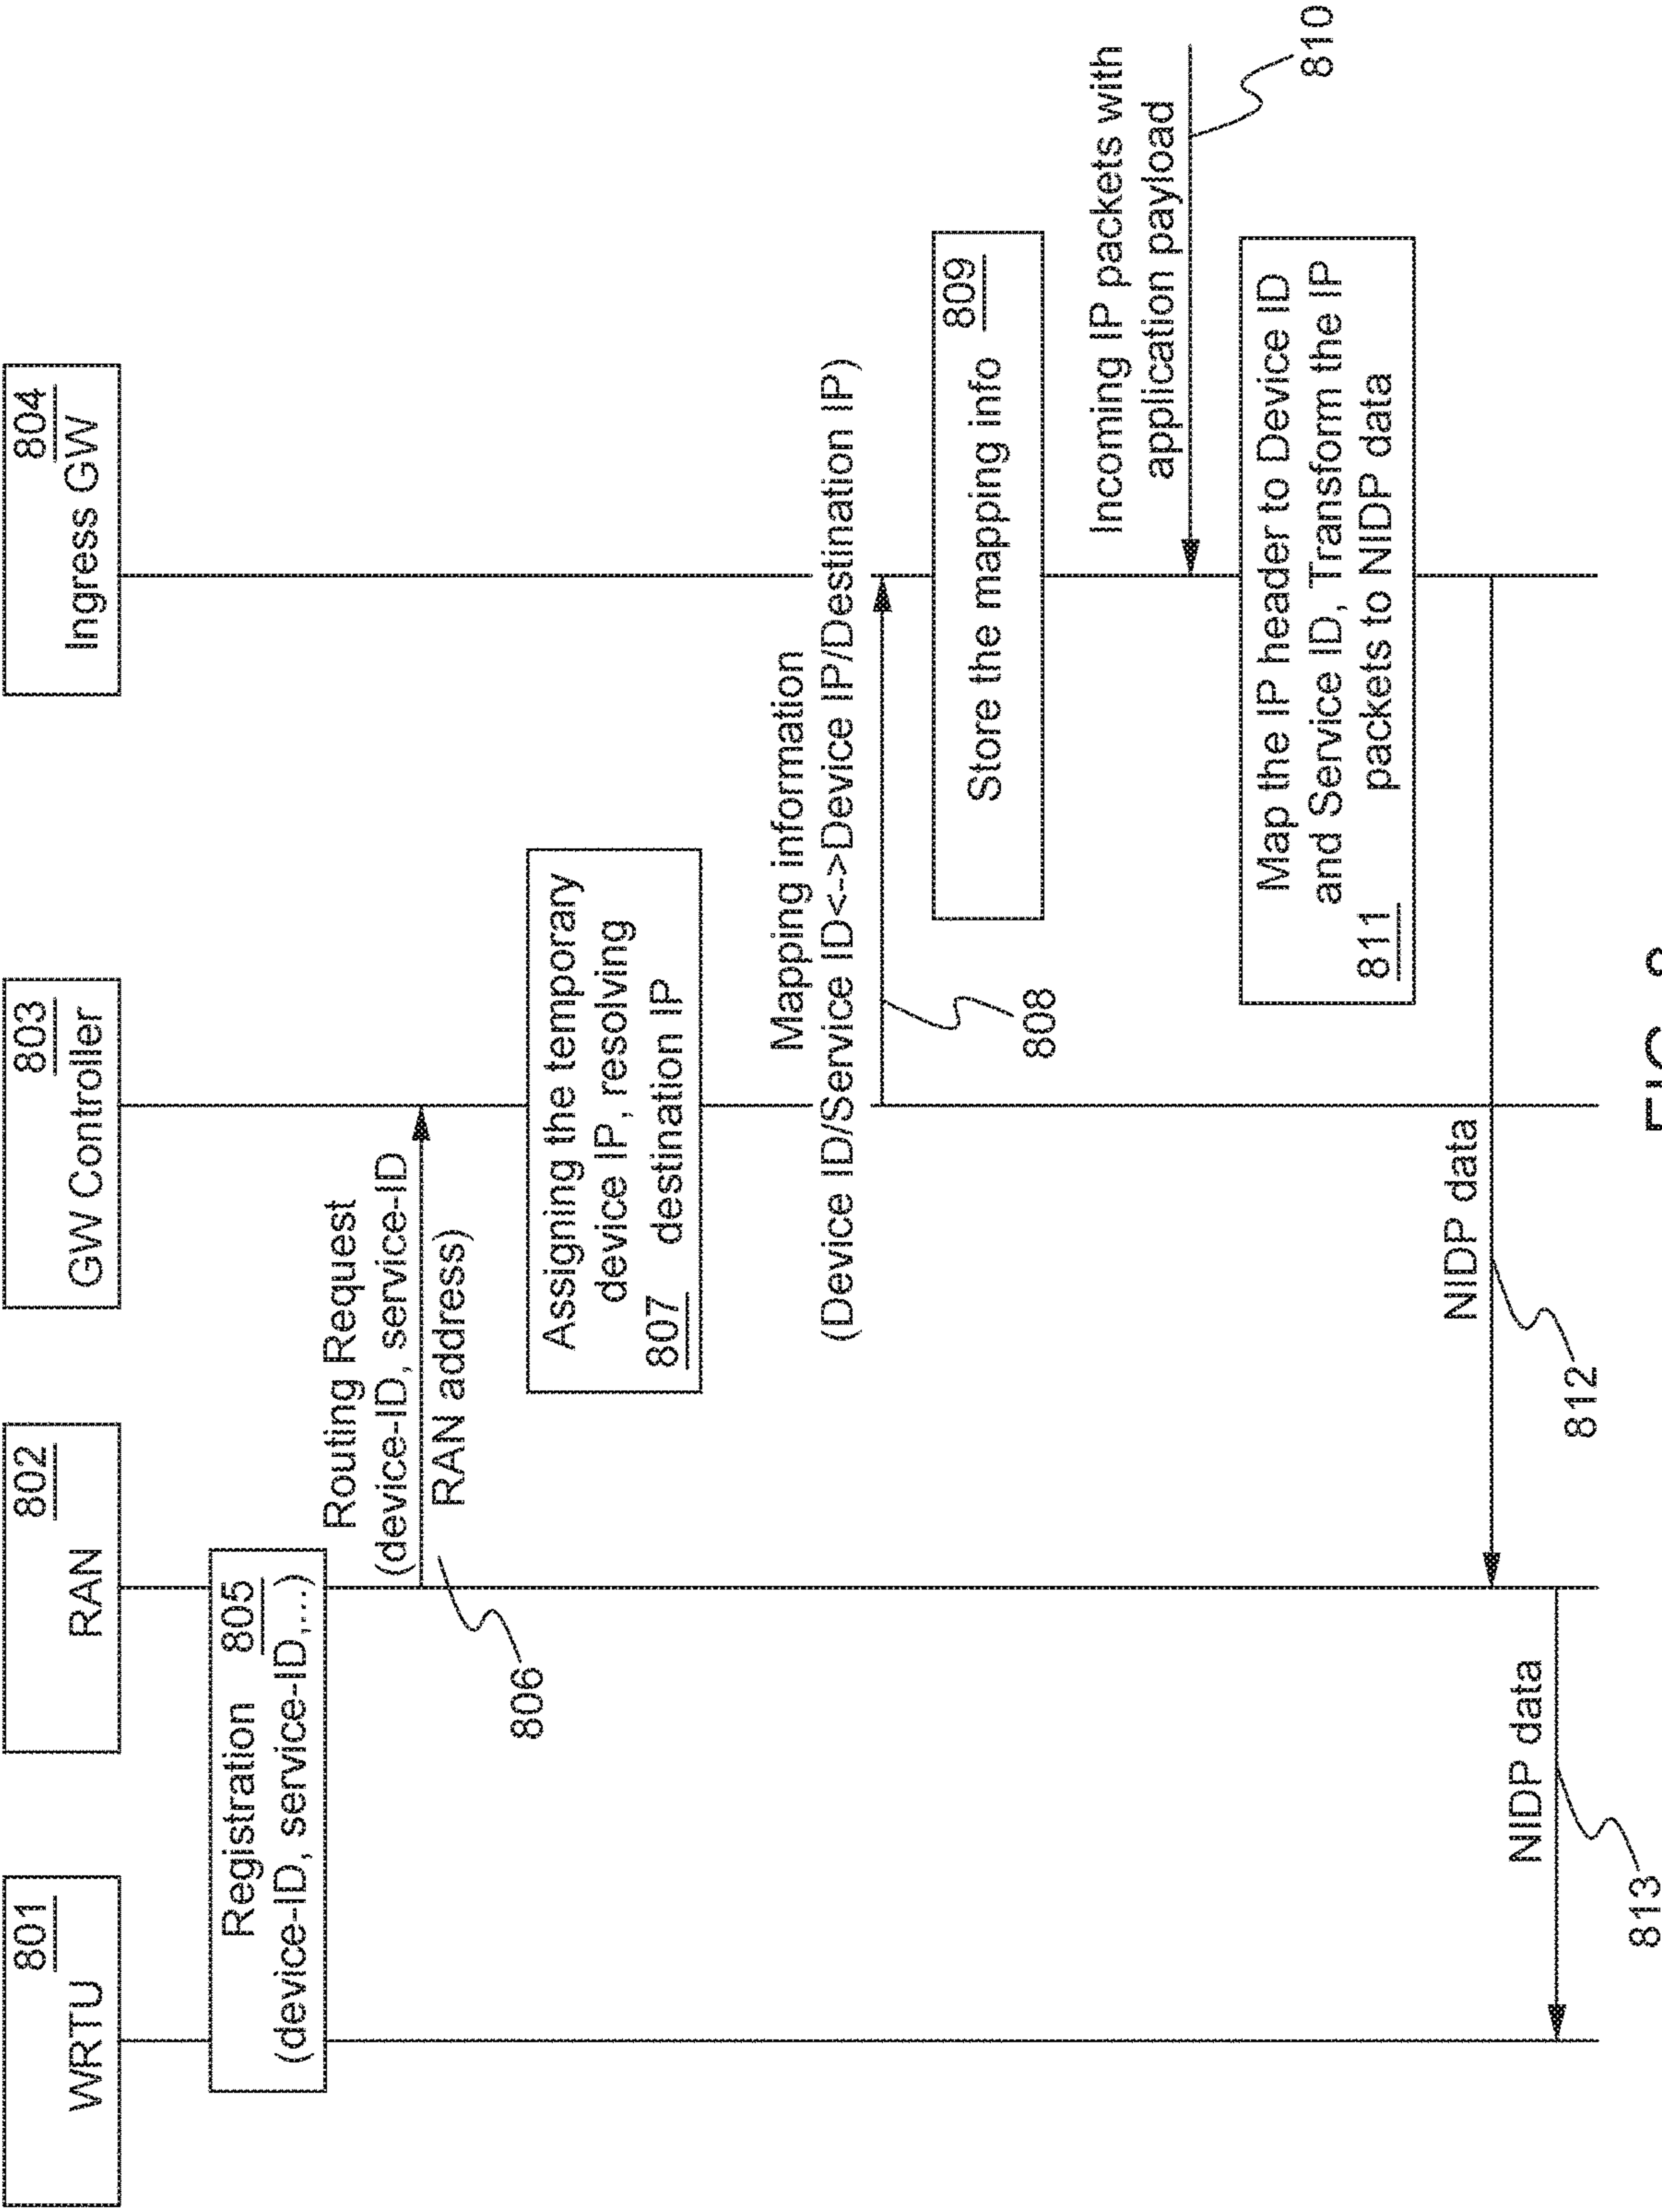 801
WRTU
802
RAN
803
GW Controller
804
Ingress GW
Registration 805
(device-ID, service-ID,...)
Routing Request
(device-ID, service-ID
RAN address)
806
Assigning the temporary
device IP, resolving
807 destination IP
Mapping information
(Device ID/Service ID<-->Device IP/Destination IP)
808
809
Store the mapping info
Incoming IP packets with
application payload
810
Map the IP header to Device ID
and Service ID, Transform the IP
811 packets to NIDP data
NIDP data
812
NIDP data
813